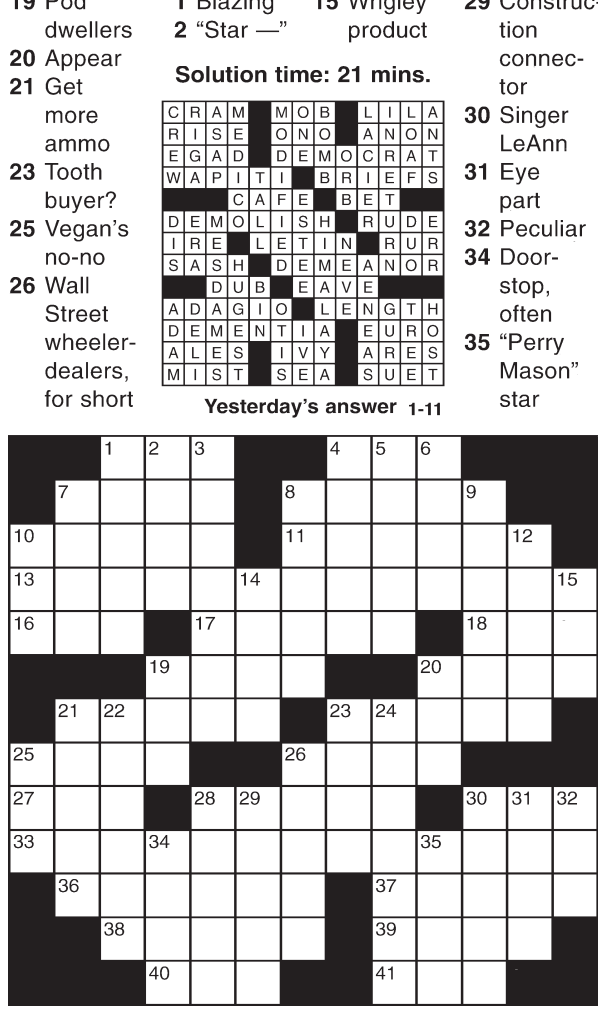 19 Pod
dwellers
20 Appear
21 Get
more
ammo
23 Tooth
buyer?
25 Vegan's
no-no
26 Wall
Street
wheeler-
dealers,
for short
1 Blazing
2 “Star —”
15 Wrigley
product
Solution time: 21 mins.
C R A M M O B L I L A
R I S E O N O A N O N
E G A D D E M O C R A T
W A P I T I B R I E F S
C A F E B E T
D E M O L I S H R U D E
I R E L E T I N R U R
S A S H D E M E A N O R
D U B E A V E
A D A G I O L E N G T H
D E M E N T I A E U R O
A L E S I V Y A R E S
M I S T S E A S U E T
Yesterday's answer 1-11
29 Construc-
tion
connec-
tor
30 Singer
LeAnn
31 Eye
part
32 Peculiar
34 Door-
stop,
often
35 “Perry
Mason”
star
1 2 3 4 5 6
7 8 9
10 11 12
13 14 15
16 17 18
19 20
21 22 23 24
25 26
27 28 29 30 31 32
33 34 35
36 37
38 39
40 41